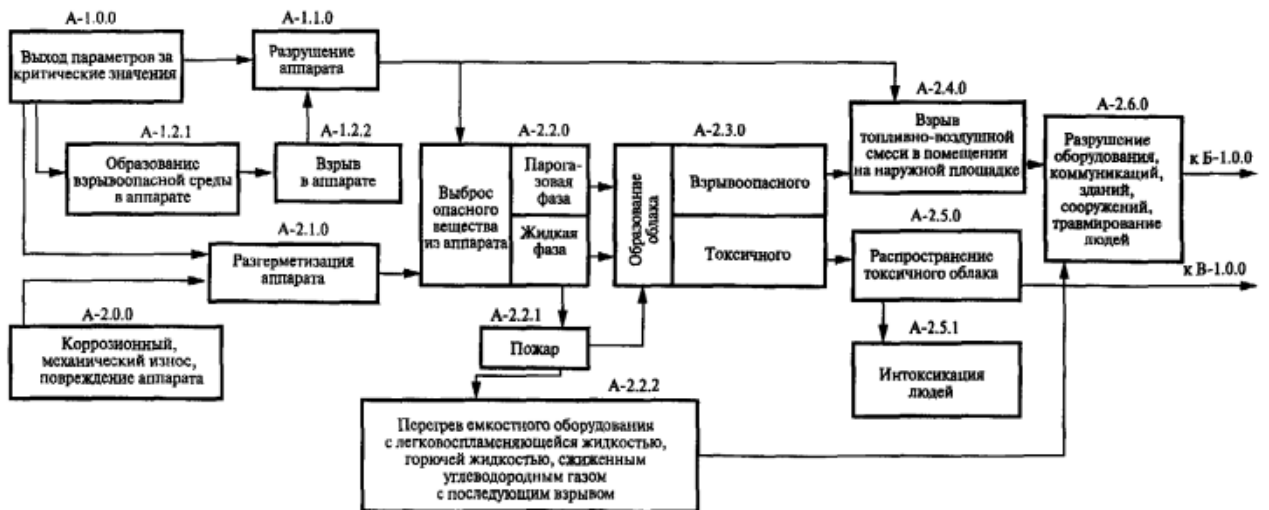 А-1.0.0
Выход параметров за
критические значения
А-1.1.0
Разрушение
аппарата
А-1.2.1
Образование
взрывоопасной среды
в аппарате
А-1.2.2
Взрыв
в аппарате
А-2.1.0
Разгерметизация
аппарата
А-2.0.0
Коррозионный,
механический износ,
повреждение аппарата
А-2.2.0
Выброс
опасного
вещества
из аппарата
Парога-
зовая
фаза
Жидкая
фаза
А-2.2.1
Пожар
А-2.2.2
Перегрев емкостного оборудования
с легковоспламеняющейся жидкостью,
горючей жидкостью, сжиженным
углеводородным газом
с последующим взрывом
А-2.3.0
Образование
облака
Взрывоопасного
Токсичного
А-2.4.0
Взрыв
топливно-воздушной
смеси в помещении
на наружной площадке
А-2.5.0
Распространение
токсичного облака
А-2.5.1
Интоксикация
людей
А-2.6.0
Разрушение
оборудования,
коммуникаций,
зданий,
сооружений,
травмирование
людей
к Б-1.0.0
к В-1.0.0